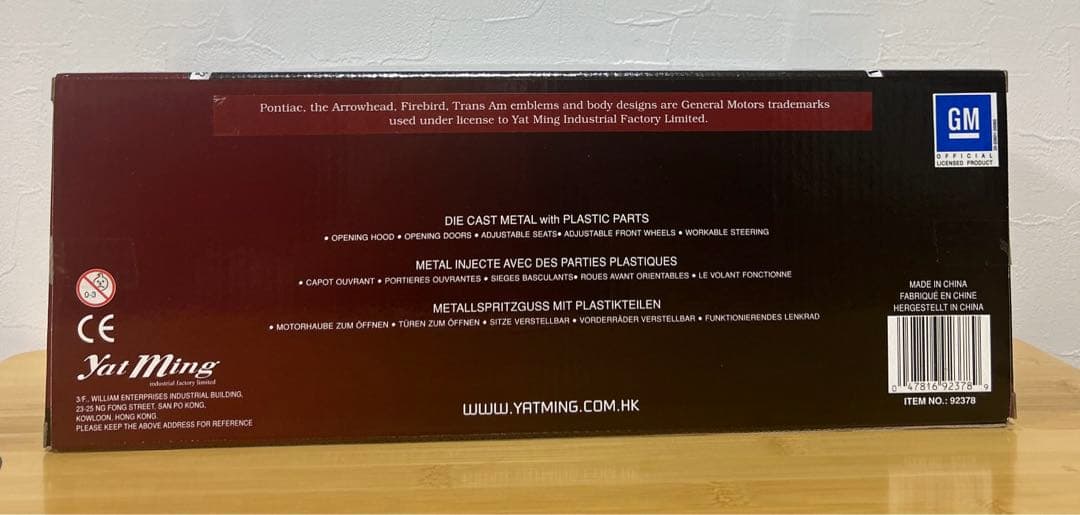 Pontiac, the Arrowhead, Firebird, Trans Am emblems and body designs are General Motors trademarks
used under license to Yat Ming Industrial Factory Limited.
GM
OFFICIAL
LICENSED PRODUCT
DIE CAST METAL with PLASTIC PARTS
• OPENING HOOD • OPENING DOORS • ADJUSTABLE SEATS• ADJUSTABLE FRONT WHEELS • WORKABLE STEERING
METAL INJECTE AVEC DES PARTIES PLASTIQUES
• CAPOT OUVRANT • PORTIERES OUVRANTES • SIEGES BASCULANTS• ROUES AVANT ORIENTABLES • LE VOLANT FONCTIONNE
METALLSPRITZGUSS MIT PLASTIKTEILEN
• MOTORHAUBE ZUM ÖFFNEN • TÜREN ZUM ÖFFNEN • SITZE VERSTELLBAR • VORDERRÄDER VERSTELLBAR • FUNKTIONIERENDES LENKRAD
0-3
CE
Yat Ming
industrial factory limited
3/F., WILLIAM ENTERPRISES INDUSTRIAL BUILDING,
23-25 NG FONG STREET, SAN PO KONG,
KOWLOON, HONG KONG.
PLEASE KEEP THE ABOVE ADDRESS FOR REFERENCE
WWW.YATMING.COM.HK
MADE IN CHINA
FABRIQUÉ EN CHINE
HERGESTELLT IN CHINA
0 47816 92378 9
ITEM NO.: 92378